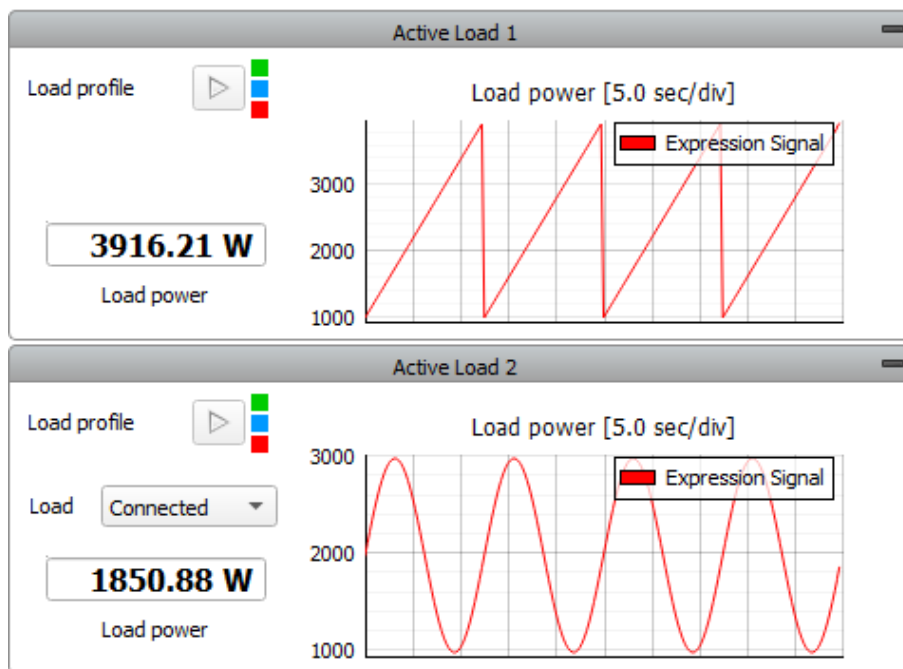 Active Load 1
Load profile
Load power [5.0 sec/div]
Expression Signal
3000
2000
1000
3916.21 W
Load power
Active Load 2
Load profile
Load power [5.0 sec/div]
Expression Signal
3000
2000
1000
Load Connected
1850.88 W
Load power